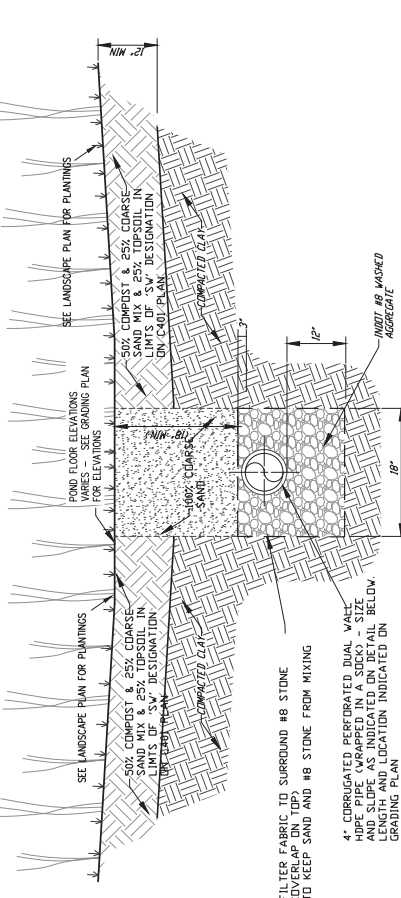 SEE LANDSCAPE PLAN FOR PLANTINGS
50% COMPOST & 25% COARSE
SAND MIX & 25% TOPSOIL IN
LIMTS OF 'SW' DESIGNATION
ON C401 PLAN
COMPACTED CLAY
POND FLOOR ELEVATIONS
VARIES - SEE GRADING PLAN
FOR ELEVATIONS
(18" MIN)
100% COARSE
SAND
SEE LANDSCAPE PLAN FOR PLANTINGS
50% COMPOST & 25% COARSE
SAND MIX & 25% TOPSOIL IN
LIMTS OF 'SW' DESIGNATION
ON C401 PLAN
COMPACTED CLAY
12" MIN
3"
12"
18"
INDOT #8 WASHED
AGGREGATE
FILTER FABRIC TO SURROUND #8 STONE
(OVERLAP ON TOP)
TO KEEP SAND AND #8 STONE FROM MIXING
4" CORRUGATED PERFORATED DUAL WALL
HDPE PIPE (WRAPPED IN A SOCK) - SIZE
AND SLOPE AS INDICATED ON DETAIL BELOW.
LENGTH AND LOCATION INDICATED ON
GRADING PLAN